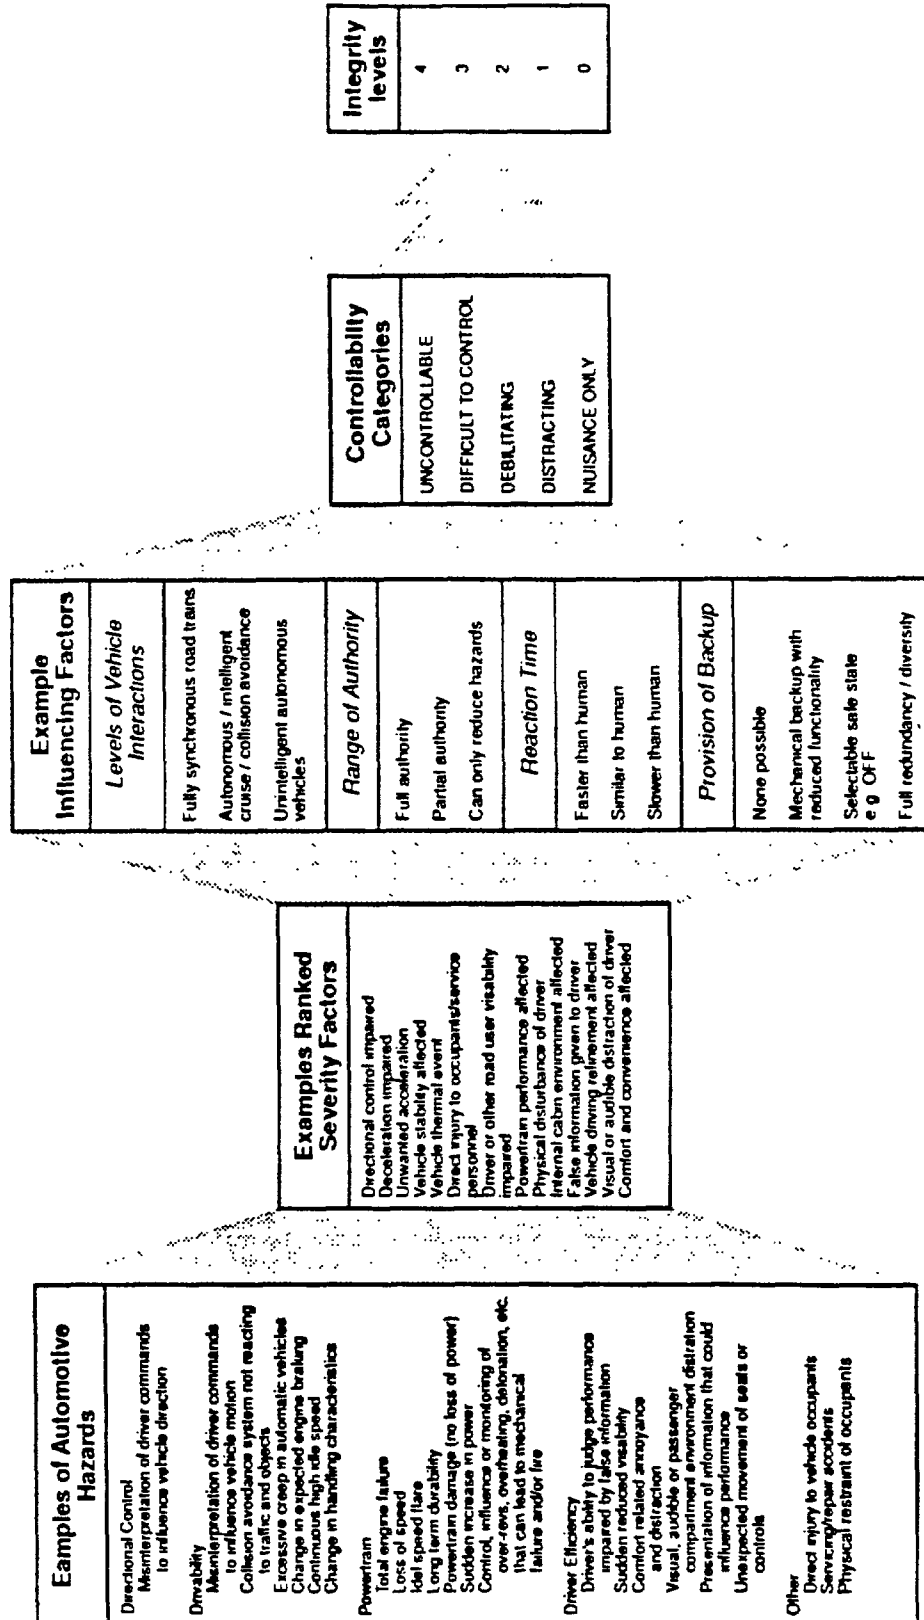 Eamples of Automotive
Hazards
Directional Control
Misinterpretation of driver commands
to influence vehicle direction
Drivability
Misinterpretation of driver commands
to influence vehicle motion
Collision avoidance system not reacting
to traffic and objects
Excessive creep in automatic vehicles
Change in expected engine braking
Continuous high idle speed
Change in handling characteristics
Powertrain
Total engine failure
Loss of speed
Idel speed flare
Long term durability
Powertrain damage (no loss of power)
Sudden increase in power
Control, influence or monitoring of
over-revs, overheating, detonation, etc.
that can lead to mechanical
failure and/or fire
Driver Efficiency
Driver's ability to judge performance
impaired by false information
Sudden reduced visability
Comfort related annoyance
and distraction
Visual, audible or passenger
compartment environment distration
Presentation of information that could
influence performance
Unexpected movement of seats or
controls
Other
Direct injury to vehicle occupants
Servicing/repair accidents
Physical restraint of occupants
Examples Ranked
Severity Factors
Directional control impaired
Deceleration impaired
Unwanted acceleration
Vehicle stability affected
Vehicle thermal event
Direct injury to occupants/service
personnel
Driver or other road user visability
impaired
Powertrain performance affected
Physical disturbance of driver
Internal cabin environment affected
False information given to driver
Vehicle driving refinement affected
Visual or audible distraction of driver
Comfort and convenience affected
Example
Influencing Factors
Levels of Vehicle
Interactions
Fully synchronous road trains
Autonomous / intelligent
cruise / collision avoidance
Unintelligent autonomous
vehicles
Range of Authority
Full authority
Partial authority
Can only reduce hazards
Reaction Time
Faster than human
Similar to human
Slower than human
Provision of Backup
None possible
Mechanical backup with
reduced functionality
Selectable safe state
e g OFF
Full redundancy / diversity
Controllabilty
Categories
UNCONTROLLABLE
DIFFICULT TO CONTROL
DEBILITATING
DISTRACTING
NUISANCE ONLY
Integrity
levels
4
3
2
1
0